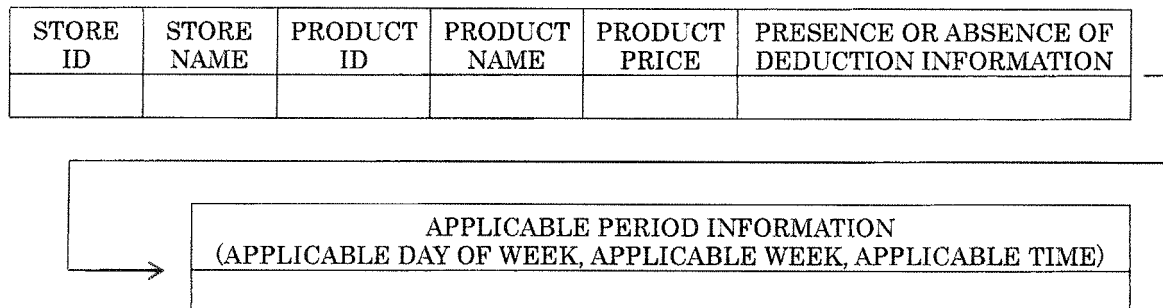 STORE ID
STORE NAME
PRODUCT ID
PRODUCT NAME
PRODUCT PRICE
PRESENCE OR ABSENCE OF DEDUCTION INFORMATION
APPLICABLE PERIOD INFORMATION
(APPLICABLE DAY OF WEEK, APPLICABLE WEEK, APPLICABLE TIME)